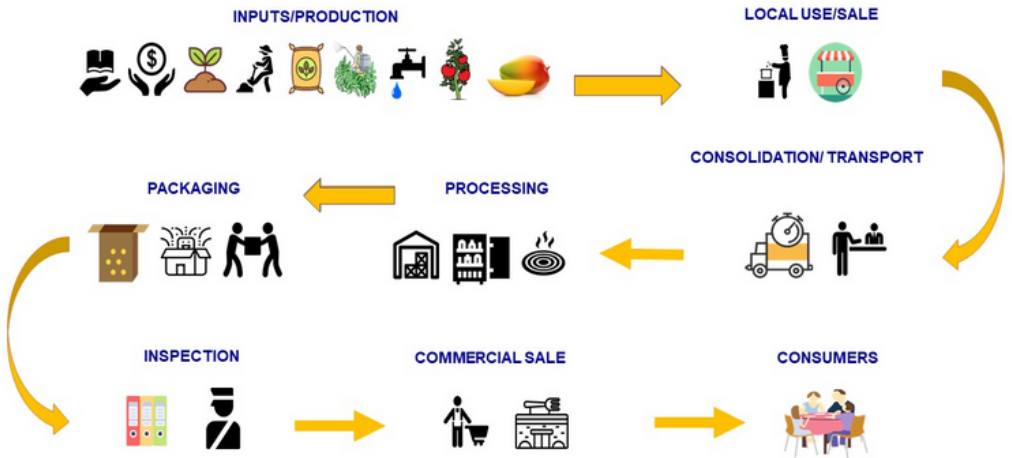 INPUTS/PRODUCTION
LOCAL USE/SALE
CONSOLIDATION/ TRANSPORT
PROCESSING
PACKAGING
INSPECTION
COMMERCIAL SALE
CONSUMERS